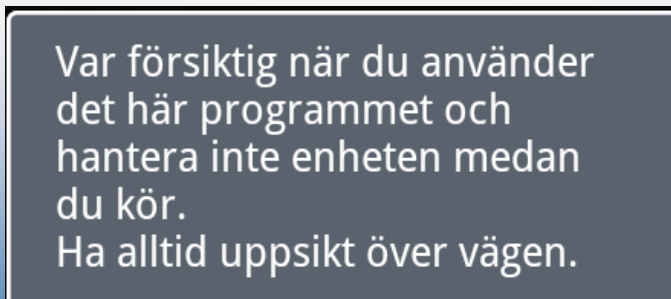 Var försiktig när du använder
det här programmet och
hantera inte enheten medan
du kör.
Ha alltid uppsikt över vägen.